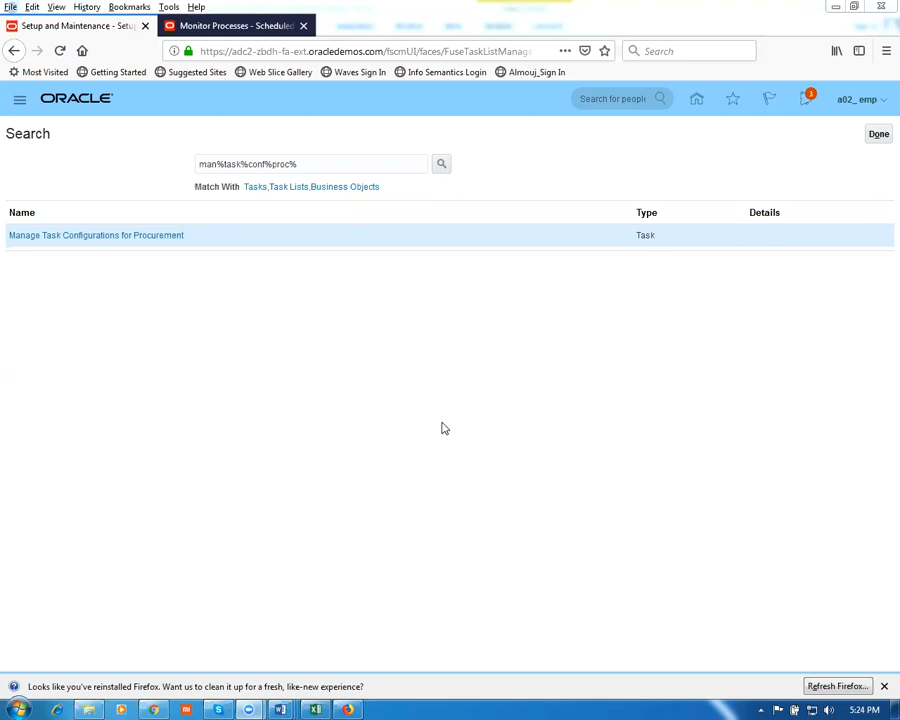 File Edit View History Bookmarks Tools Help
Setup and Maintenance - Setu
Monitor Processes - Scheduled
https://adc2-zbdh-fa-ext.oracledemos.com/fscmUI/faces/FuseTaskListManag
Search
Most Visited Getting Started Suggested Sites Web Slice Gallery Waves Sign In Info Semantics Login Almouj_Sign In
ORACLE
Search for people
3
a02_ emp
Search
Done
man%task%conf%proc%
Match With Tasks,Task Lists,Business Objects
Name Type Details
Manage Task Configurations for Procurement Task
Looks like you've reinstalled Firefox. Want us to clean it up for a fresh, like-new experience?
Refresh Firefox...
5:24 PM